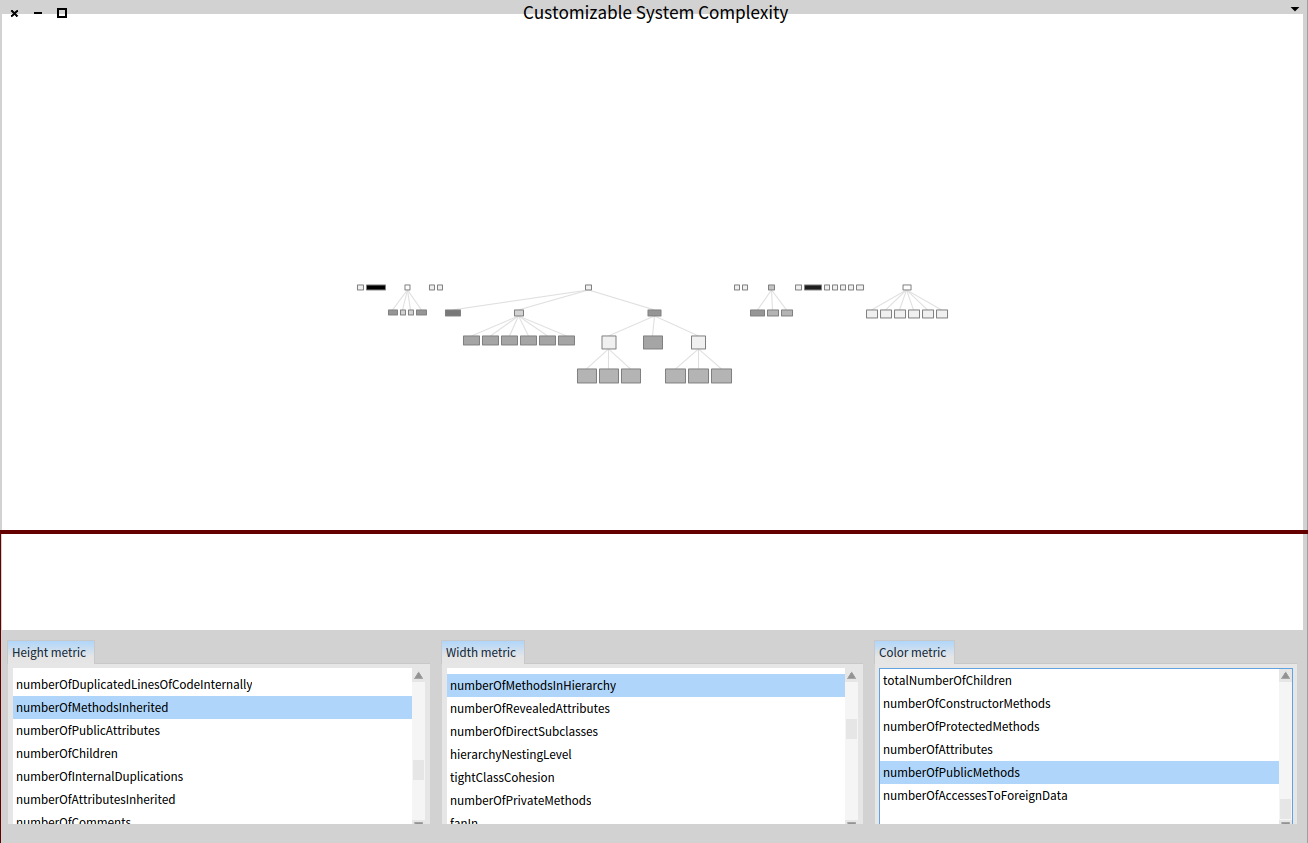 Customizable System Complexity
Height metric
numberOfDuplicatedLinesOfCodeInternally
numberOfMethodsInherited
numberOfPublicAttributes
numberOfChildren
numberOfInternalDuplications
numberOfAttributesInherited
numberOfComments
Width metric
numberOfMethodsInHierarchy
numberOfRevealedAttributes
numberOfDirectSubclasses
hierarchyNestingLevel
tightClassCohesion
numberOfPrivateMethods
fanIn
Color metric
totalNumberOfChildren
numberOfConstructorMethods
numberOfProtectedMethods
numberOfAttributes
numberOfPublicMethods
numberOfAccessesToForeignData